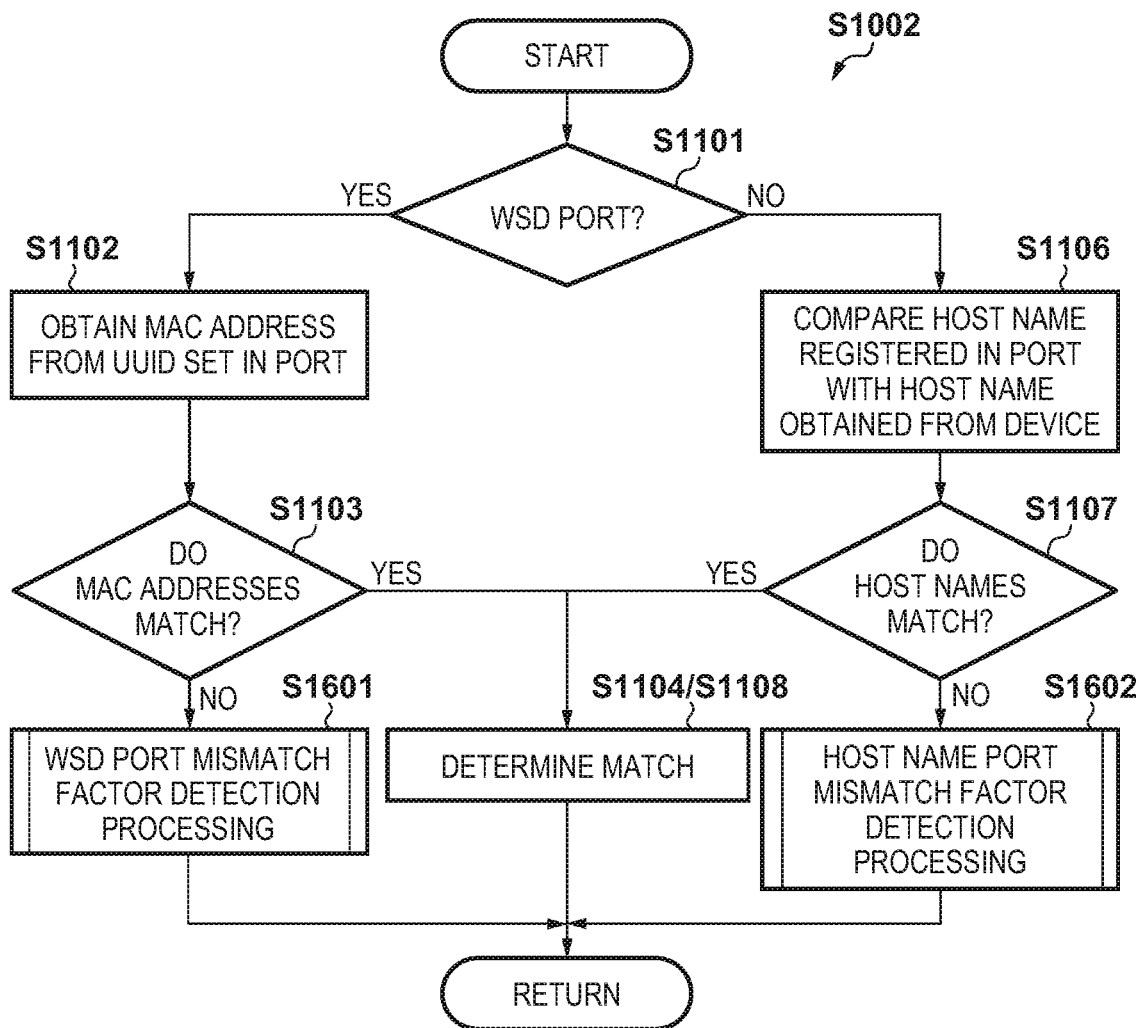 S1002
START
S1101
YES
NO
WSD PORT?
S1102
S1106
OBTAIN MAC ADDRESS
FROM UUID SET IN PORT
COMPARE HOST NAME
REGISTERED IN PORT
WITH HOST NAME
OBTAINED FROM DEVICE
S1103
S1107
DO
MAC ADDRESSES
MATCH?
YES
YES
DO
HOST NAMES
MATCH?
NO
S1601
S1104/S1108
NO
S1602
WSD PORT MISMATCH
FACTOR DETECTION
PROCESSING
DETERMINE MATCH
HOST NAME PORT
MISMATCH FACTOR
DETECTION
PROCESSING
RETURN